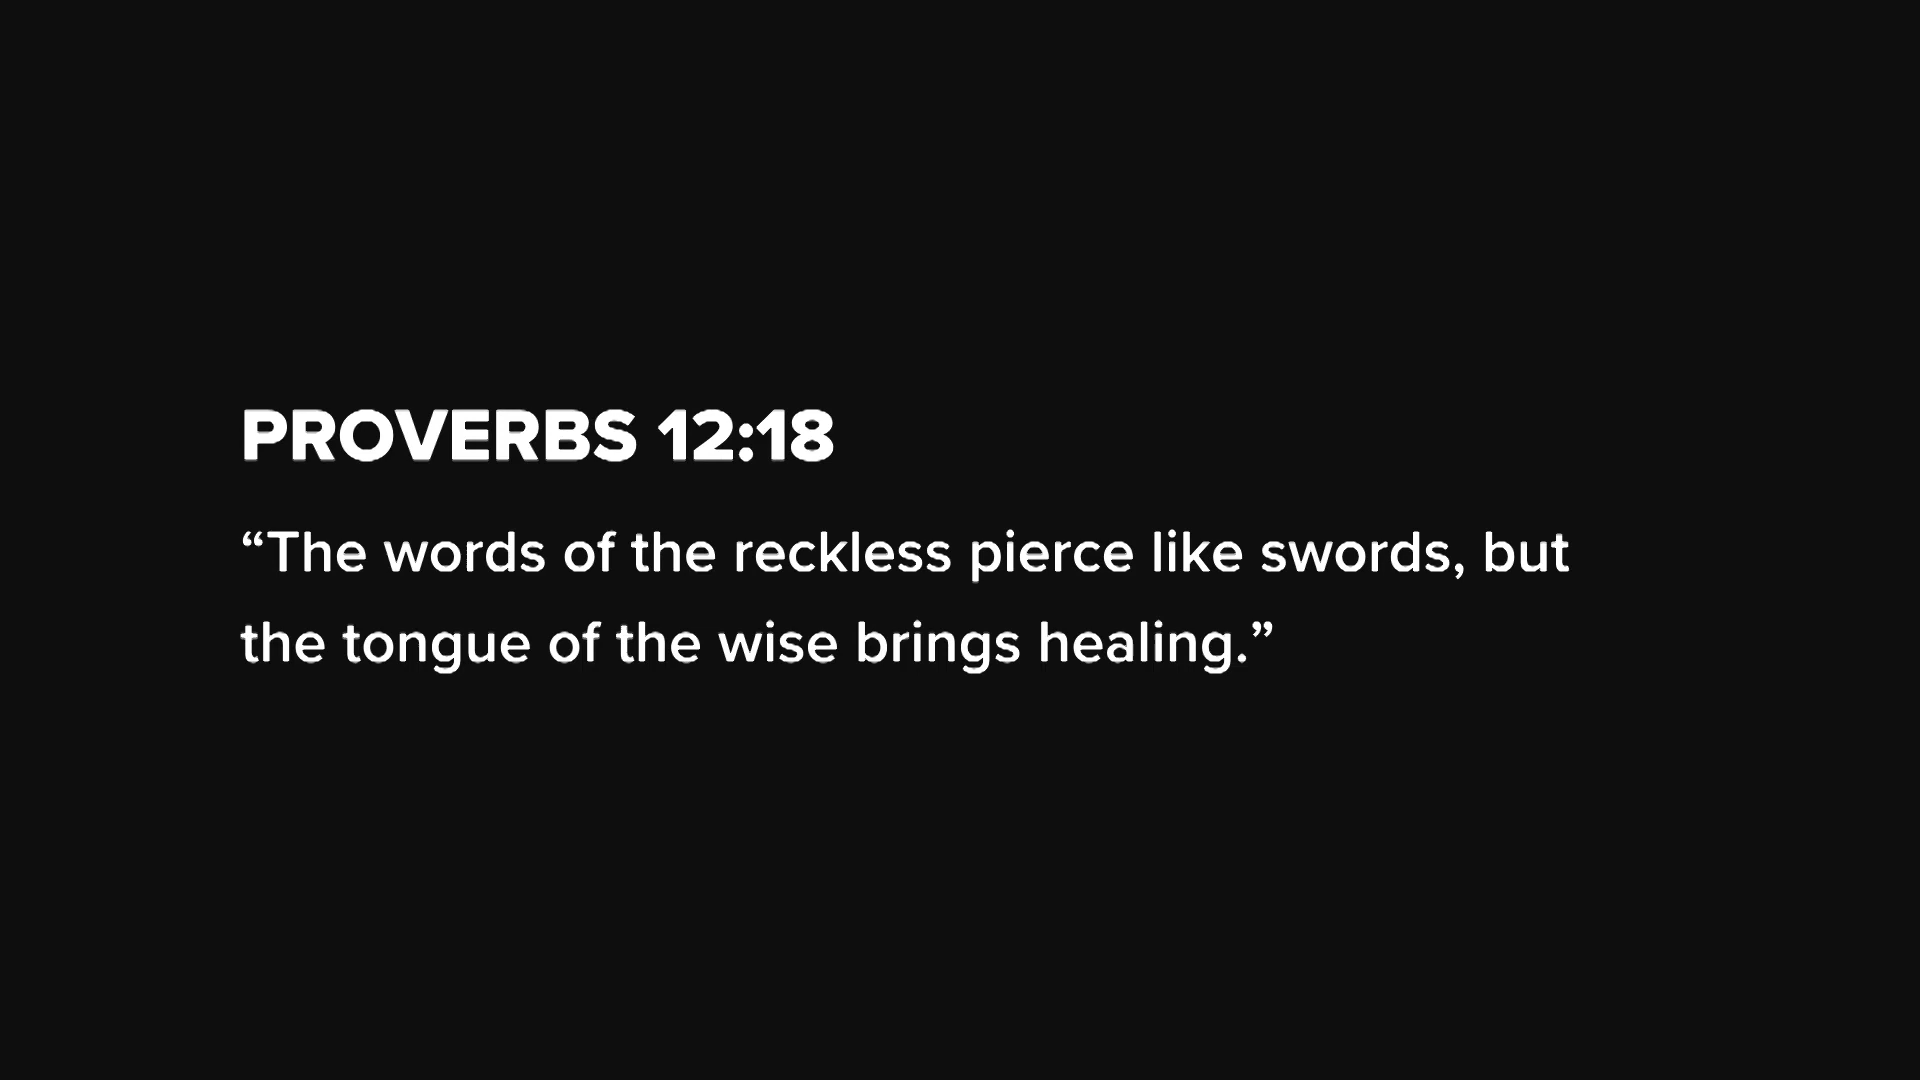 PROVERBS 12:18
“The words of the reckless pierce like swords, but
the tongue of the wise brings healing.”